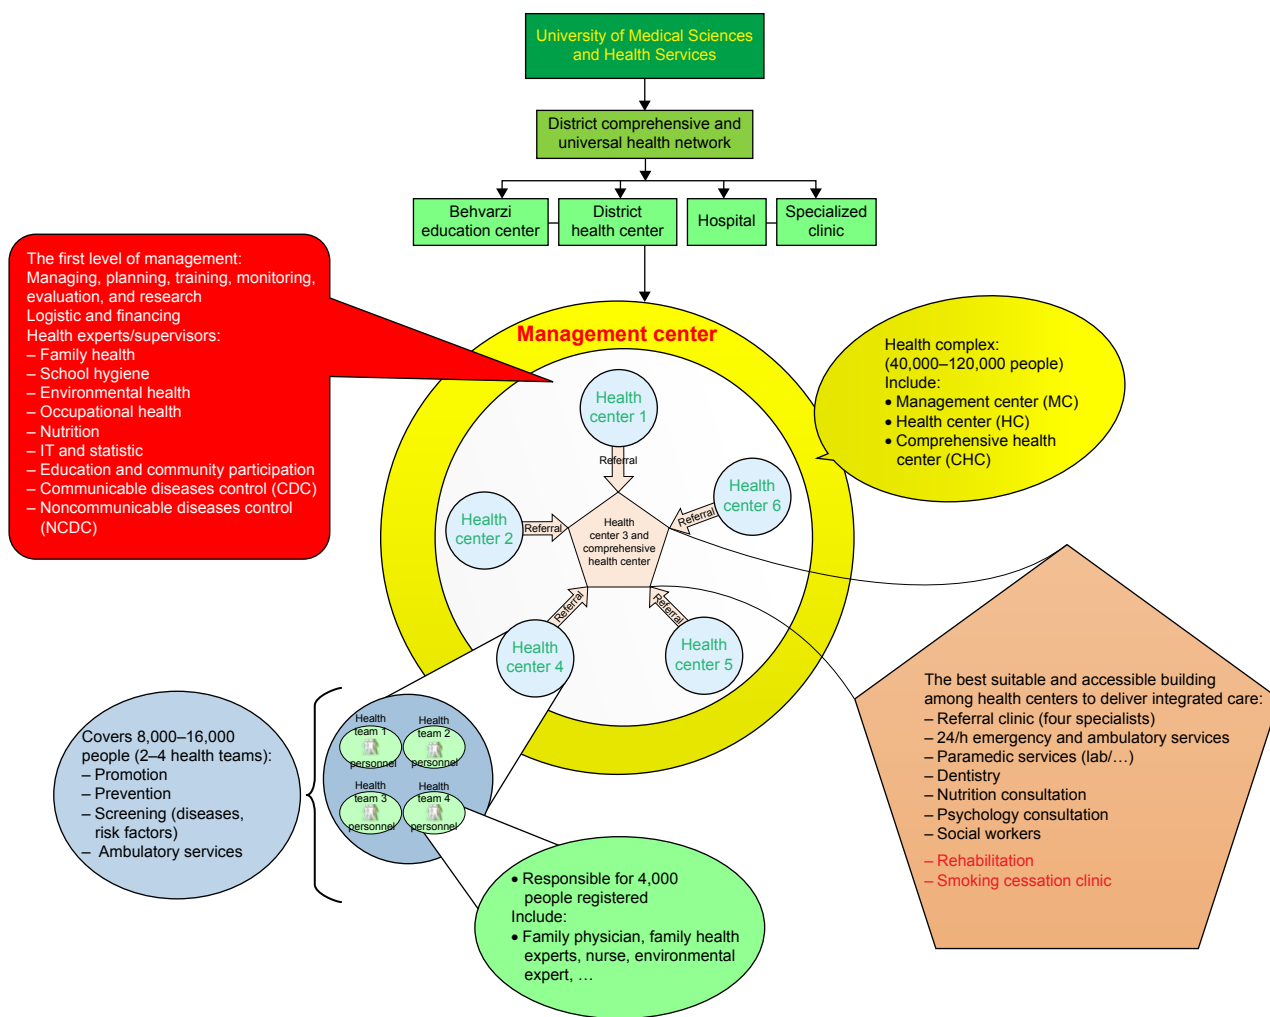 University of Medical Sciences
and Health Services
District comprehensive and
universal health network
Behvarzi
education center
District
health center
Hospital
Specialized
clinic
The first level of management:
Managing, planning, training, monitoring,
evaluation, and research
Logistic and financing
Health experts/supervisors:
– Family health
– School hygiene
– Environmental health
– Occupational health
– Nutrition
– IT and statistic
– Education and community participation
– Communicable diseases control (CDC)
– Noncommunicable diseases control
(NCDC)
Management center
Health complex:
(40,000–120,000 people)
Include:
• Management center (MC)
• Health center (HC)
• Comprehensive health
center (CHC)
Health
center 1
Referral
Health
center 2
Referral
Health
center 6
Referral
Health
center 3 and
comprehensive
health center
Health
center 4
Referral
Health
center 5
Referral
Covers 8,000–16,000
people (2–4 health teams):
– Promotion
– Prevention
– Screening (diseases,
risk factors)
– Ambulatory services
Health
team 1
personnel
Health
team 2
personnel
Health
team 3
personnel
Health
team 4
personnel
• Responsible for 4,000
people registered
Include:
• Family physician, family health
experts, nurse, environmental
expert, …
The best suitable and accessible building
among health centers to deliver integrated care:
– Referral clinic (four specialists)
– 24/h emergency and ambulatory services
– Paramedic services (lab/…)
– Dentistry
– Nutrition consultation
– Psychology consultation
– Social workers
– Rehabilitation
– Smoking cessation clinic